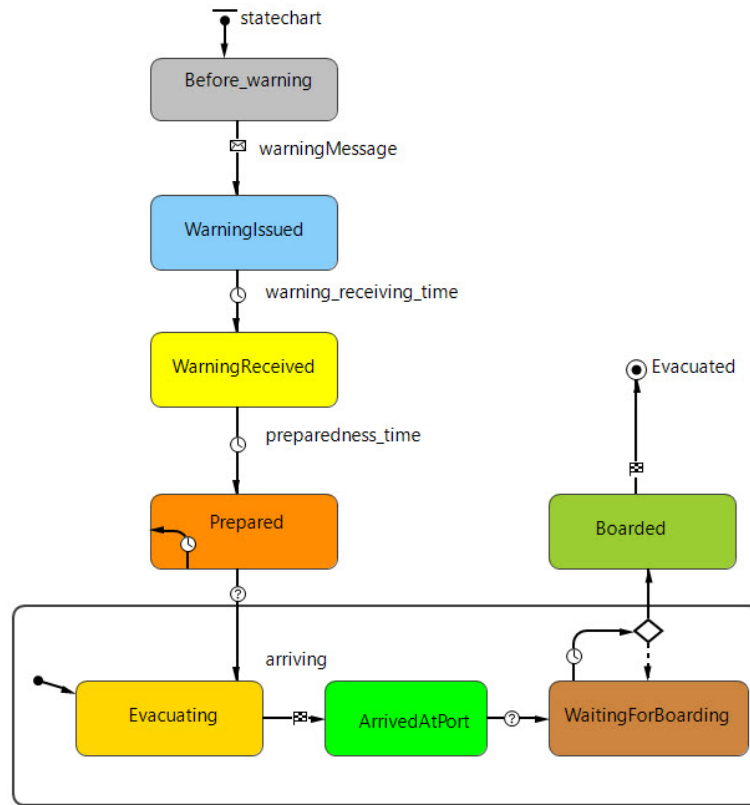 statechart
Before_warning
warningMessage
WarningIssued
warning_receiving_time
WarningReceived
Evacuated
preparedness_time
Prepared
Boarded
?
arriving
Evacuating
ArrivedAtPort
?
WaitingForBoarding